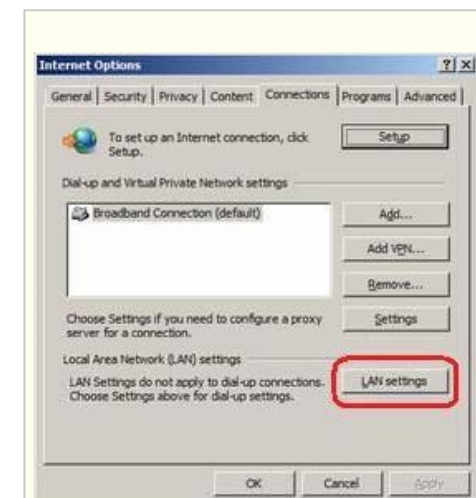 Internet Options
General Security Privacy Content Connections Programs Advanced
To set up an Internet connection, click
Setup.
Setup
Dial-up and Virtual Private Network settings
Broadband Connection (default)
Add...
Add VPN...
Remove...
Choose Settings if you need to configure a proxy
server for a connection.
Settings
Local Area Network (LAN) settings
LAN Settings do not apply to dial-up connections.
Choose Settings above for dial-up settings.
LAN settings
OK Cancel Apply